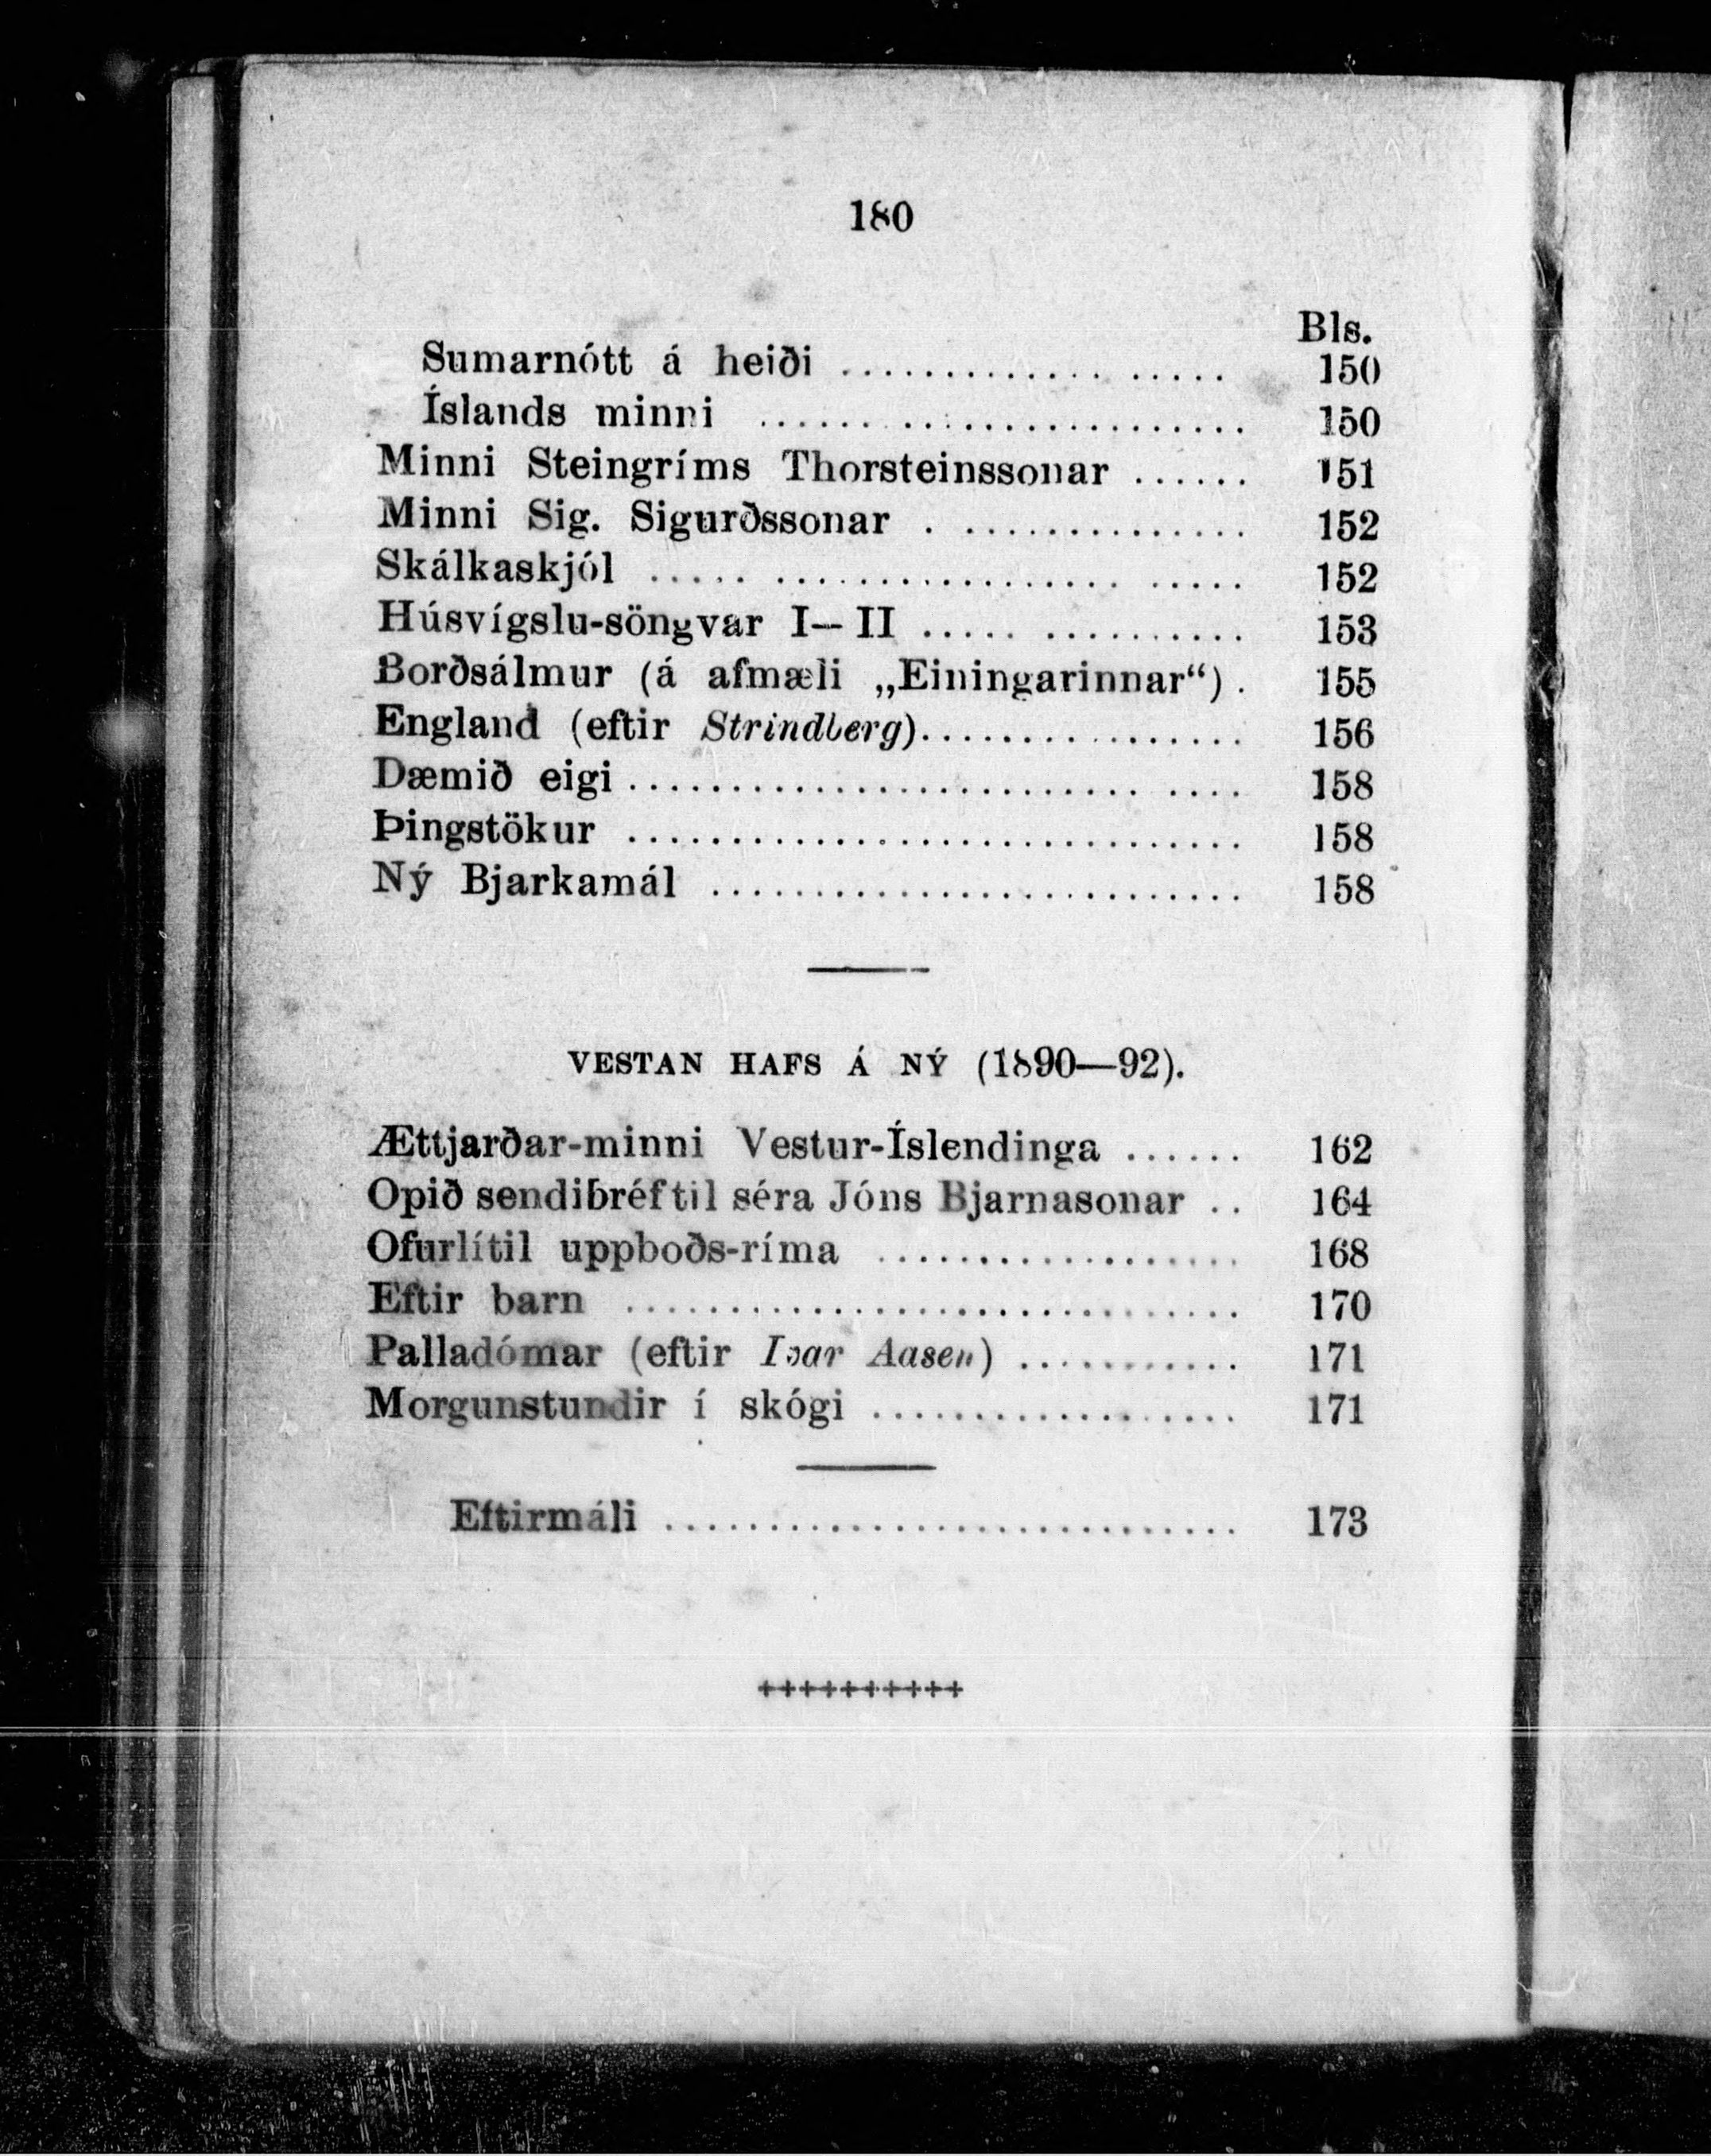 180
Bls.
Sumarnótt á heiði .................. 150
Íslands minni ........................ 150
Minni Steingríms Thorsteinssonar ...... 151
Minni Sig. Sigurðssonar . .............. 152
Skálkaskjól ............................ 152
Húsvígslu-söngvar I—II ............... 153
Borðsálmur (á afmæli „Einingarinnar“) . 155
England (eftir Strindberg)................ 156
Dæmið eigi ............................. 158
Þingstökur .............................. 158
Ný Bjarkamál .......................... 158
VESTAN HAFS Á NÝ (1890—92).
Ættjarðar-minni Vestur-Íslendinga ...... 162
Opið sendibréf til séra Jóns Bjarnasonar .. 164
Ofurlítil uppboðs-ríma .................. 168
Eftir barn .............................. 170
Palladómar (eftir Ivar Aasen) ........... 171
Morgunstundir í skógi .................. 171
Eftirmáli ............................ 173
++++++++++